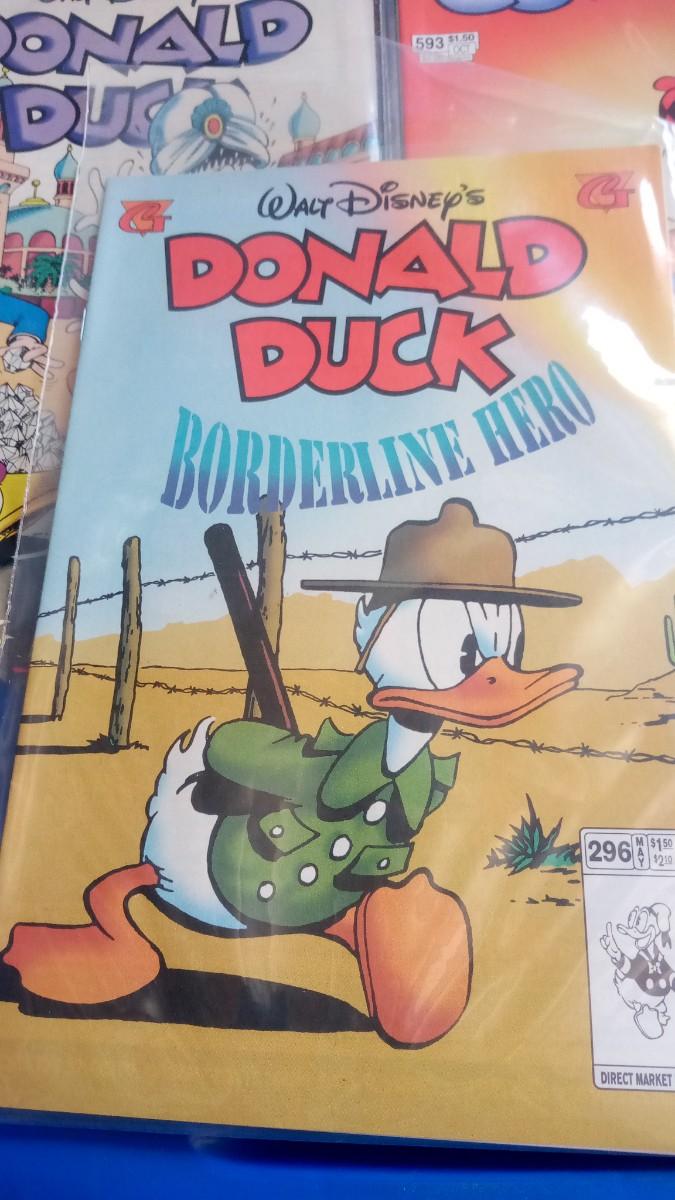 DONALD
DUCK
593 $1.50
OCT
G
WALT DISNEY'S
G
DONALD
DUCK
BORDERLINE HERO
296 MAY $1.50
$2.10
DIRECT MARKET